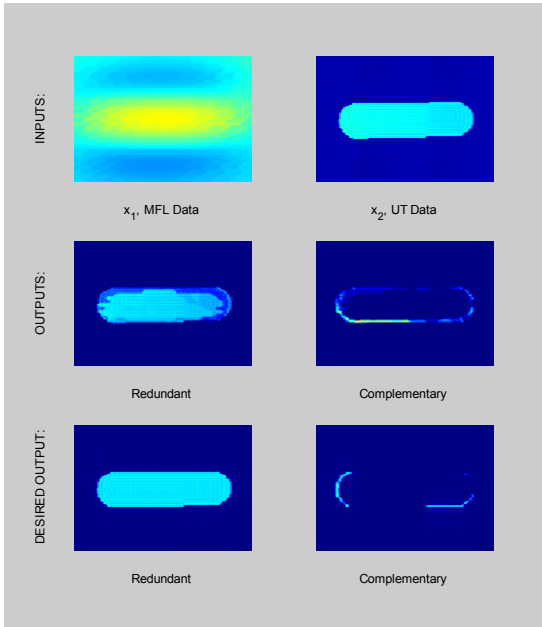 INPUTS:
x1, MFL Data
x2, UT Data
OUTPUTS:
Redundant
Complementary
DESIRED OUTPUT:
Redundant
Complementary